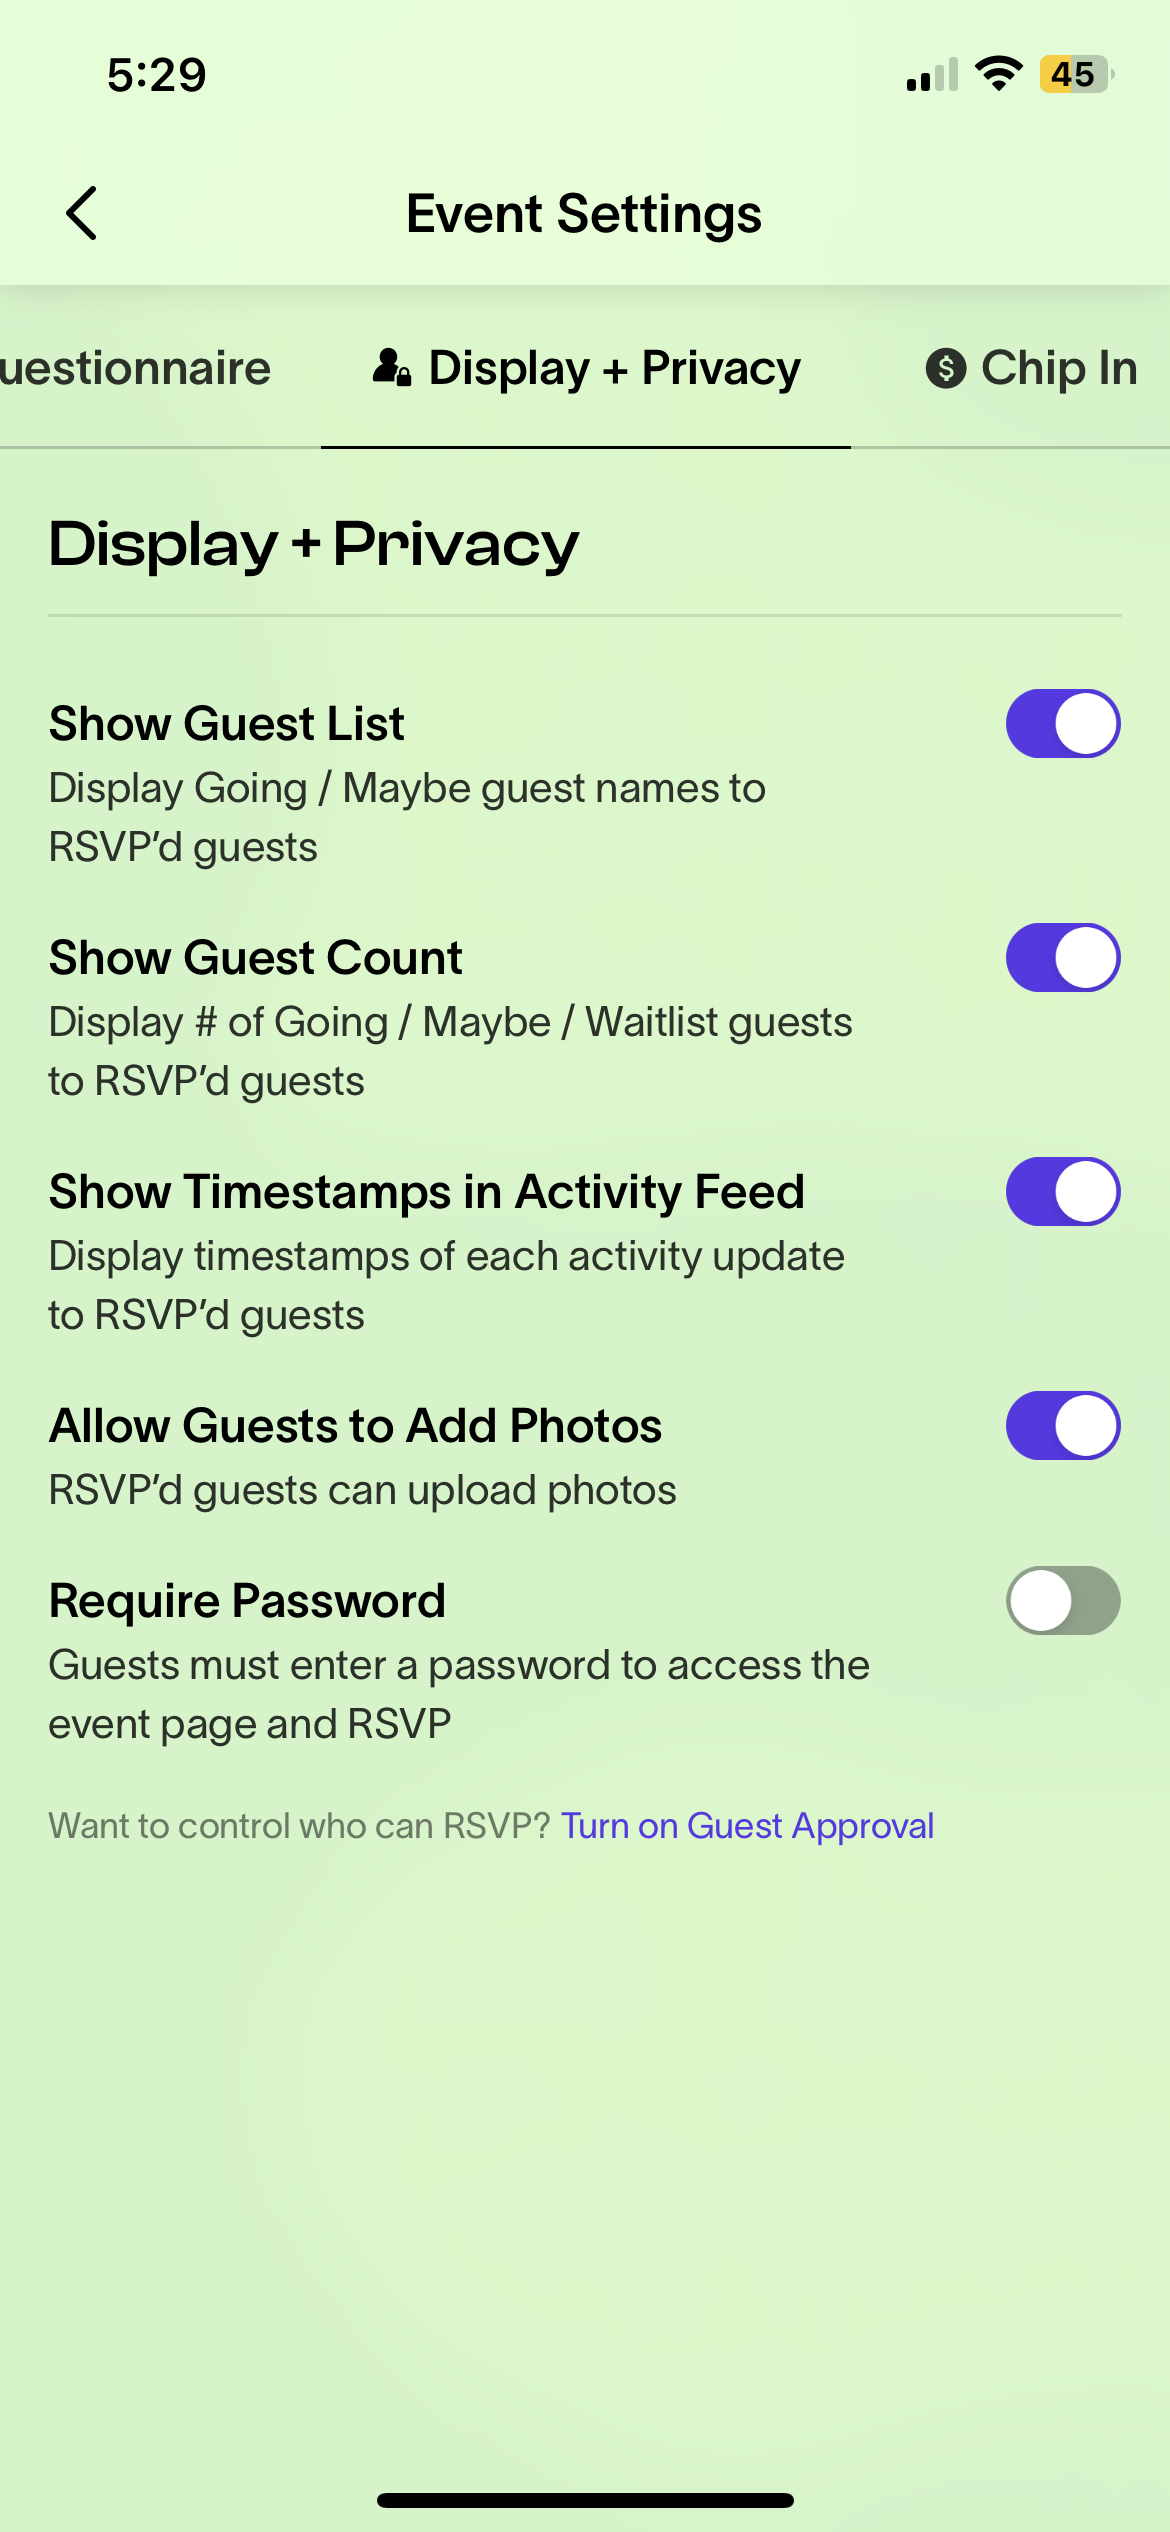 5:29
45
Event Settings
uestionnaire
Display + Privacy
Chip In
Display + Privacy
Show Guest List
Display Going / Maybe guest names to
RSVP’d guests
Show Guest Count
Display # of Going / Maybe / Waitlist guests
to RSVP’d guests
Show Timestamps in Activity Feed
Display timestamps of each activity update
to RSVP’d guests
Allow Guests to Add Photos
RSVP’d guests can upload photos
Require Password
Guests must enter a password to access the
event page and RSVP
Want to control who can RSVP? Turn on Guest Approval